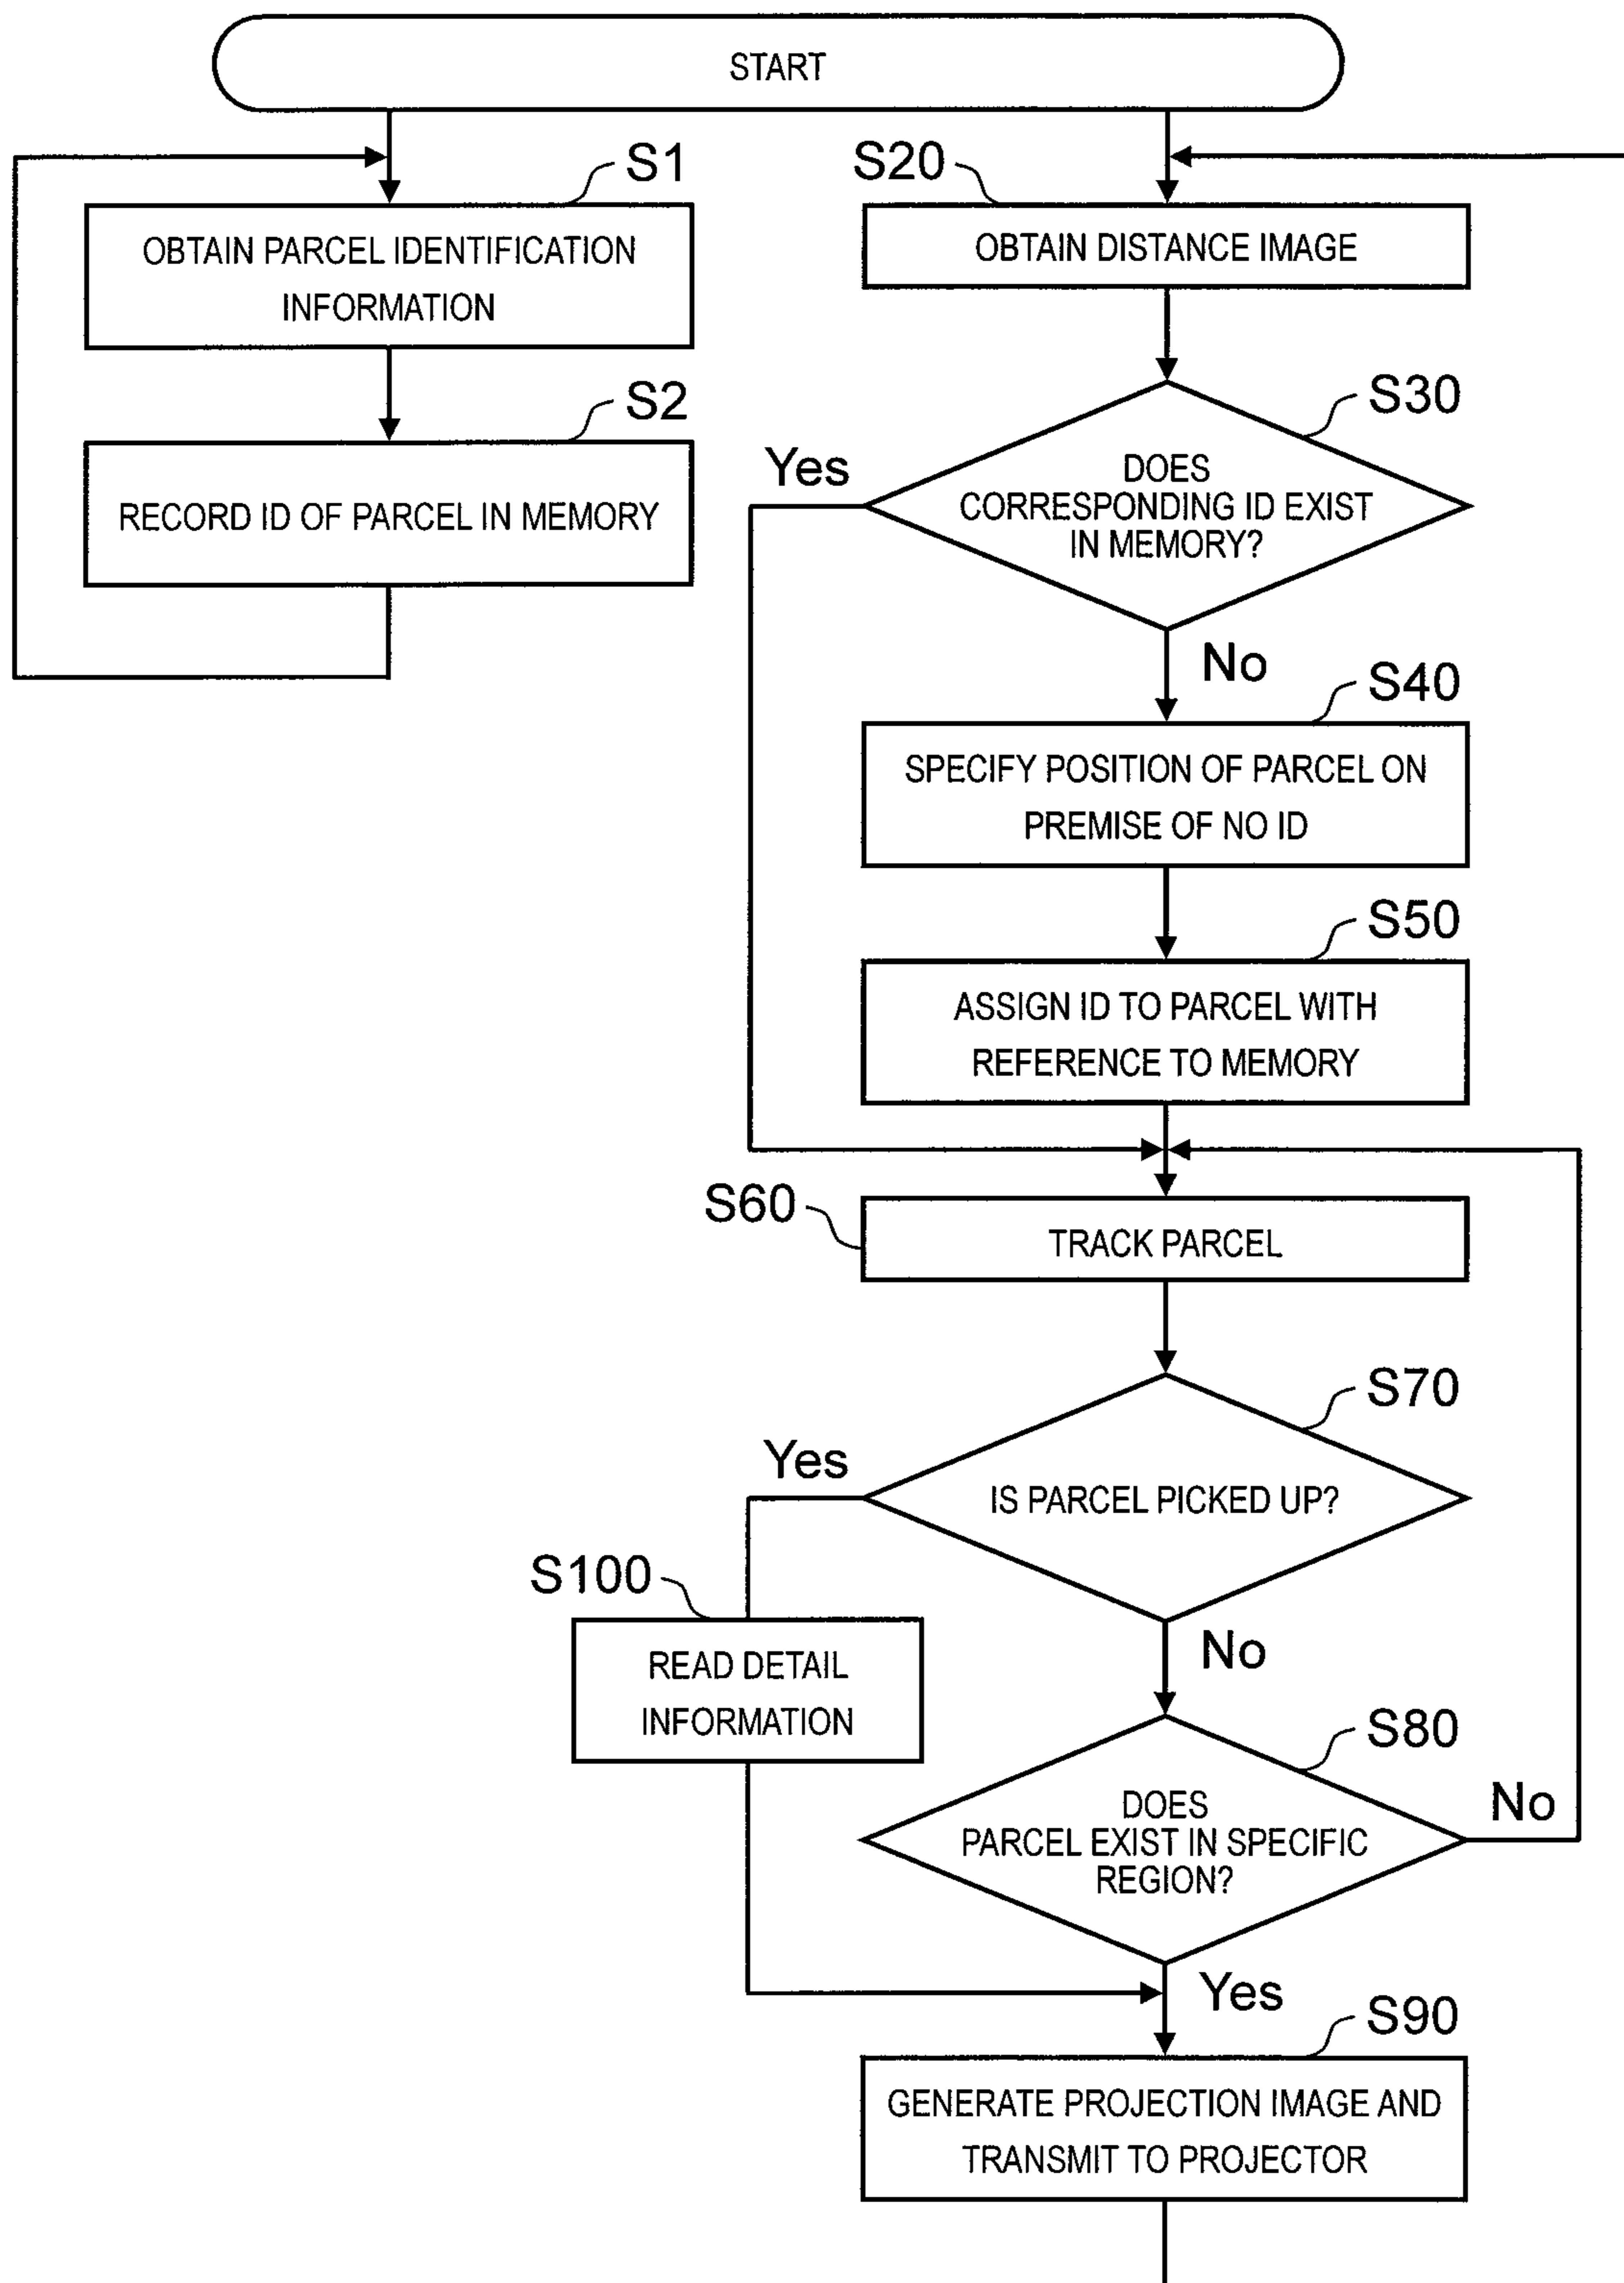 START
S1
OBTAIN PARCEL IDENTIFICATION
INFORMATION
S2
RECORD ID OF PARCEL IN MEMORY
S20
OBTAIN DISTANCE IMAGE
S30
DOES
CORRESPONDING ID EXIST
IN MEMORY?
Yes
No
S40
SPECIFY POSITION OF PARCEL ON
PREMISE OF NO ID
S50
ASSIGN ID TO PARCEL WITH
REFERENCE TO MEMORY
S60
TRACK PARCEL
S70
IS PARCEL PICKED UP?
Yes
No
S100
READ DETAIL
INFORMATION
S80
DOES
PARCEL EXIST IN SPECIFIC
REGION?
No
Yes
S90
GENERATE PROJECTION IMAGE AND
TRANSMIT TO PROJECTOR